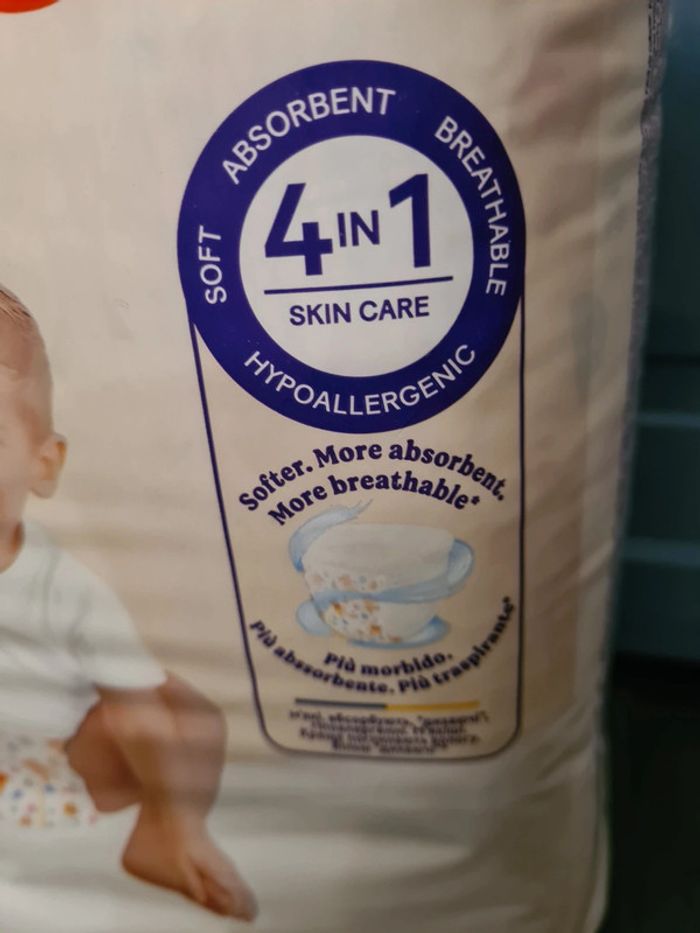 SOFT
ABSORBENT
BREATHABLE
4 IN 1
SKIN CARE
HYPOALLERGENIC
Softer. More absorbent.
More breathable*
Più morbido.
Più abssorbente. Più traspirante*